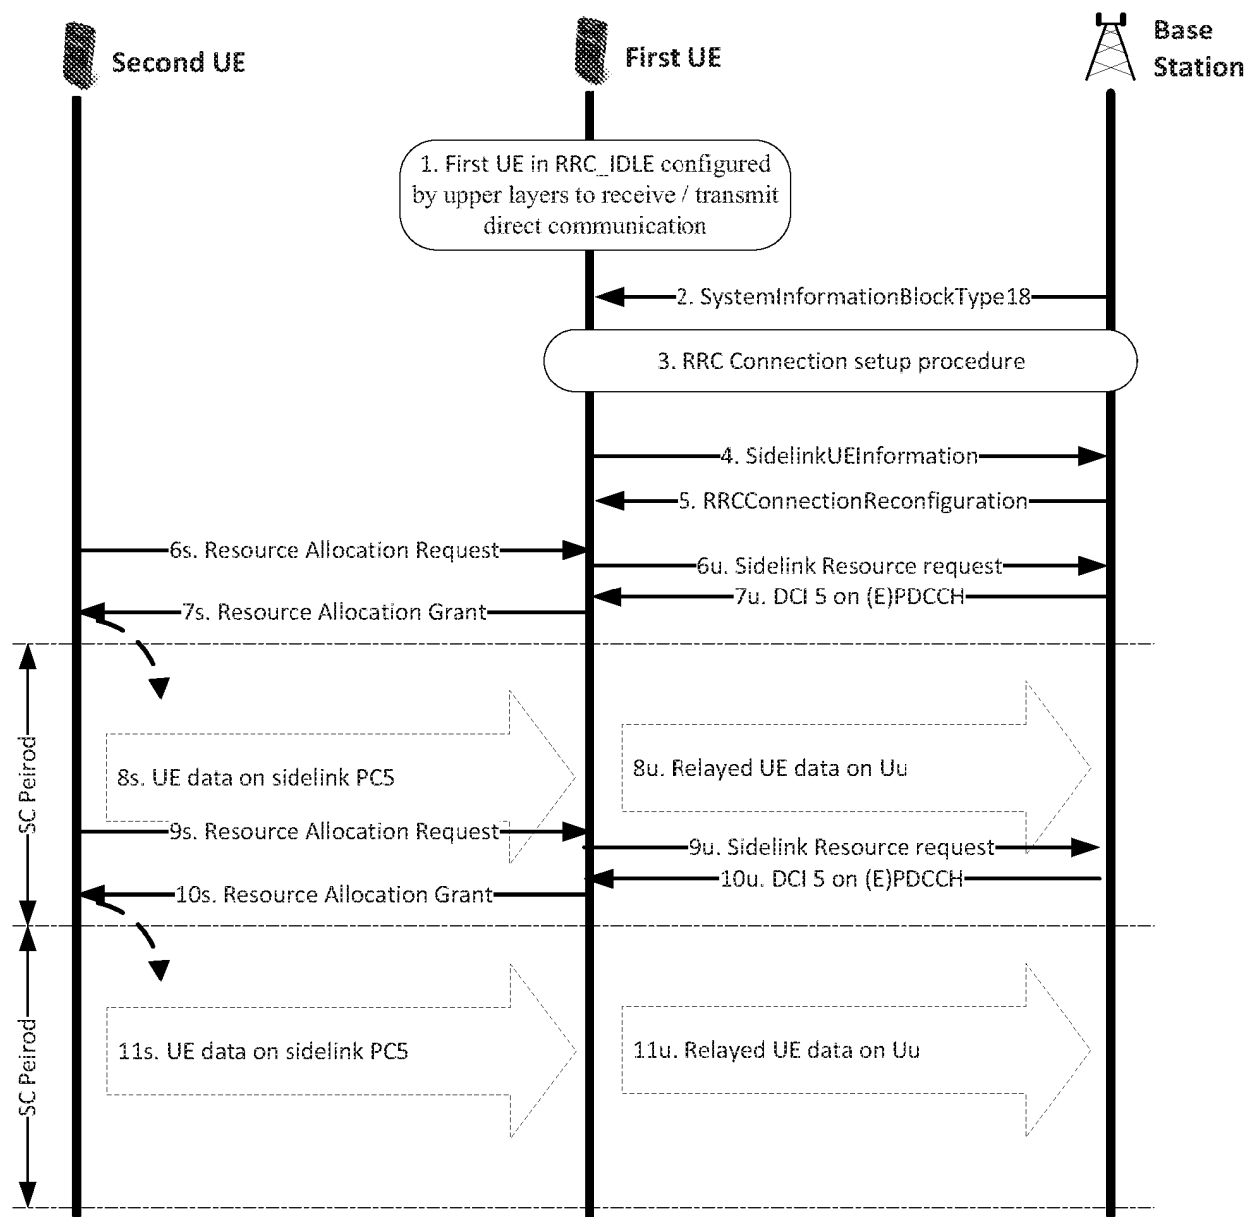 Second UE
First UE
Base
Station
1. First UE in RRC_IDLE configured
by upper layers to receive / transmit
direct communication
2. SystemInformationBlockType18
3. RRC Connection setup procedure
4. SidelinkUEInformation
5. RRCConnectionReconfiguration
6s. Resource Allocation Request
6u. Sidelink Resource request
7u. DCI 5 on (E)PDCCH
7s. Resource Allocation Grant
SC Peirod
8s. UE data on sidelink PC5
8u. Relayed UE data on Uu
9s. Resource Allocation Request
9u. Sidelink Resource request
10u. DCI 5 on (E)PDCCH
10s. Resource Allocation Grant
SC Peirod
11s. UE data on sidelink PC5
11u. Relayed UE data on Uu